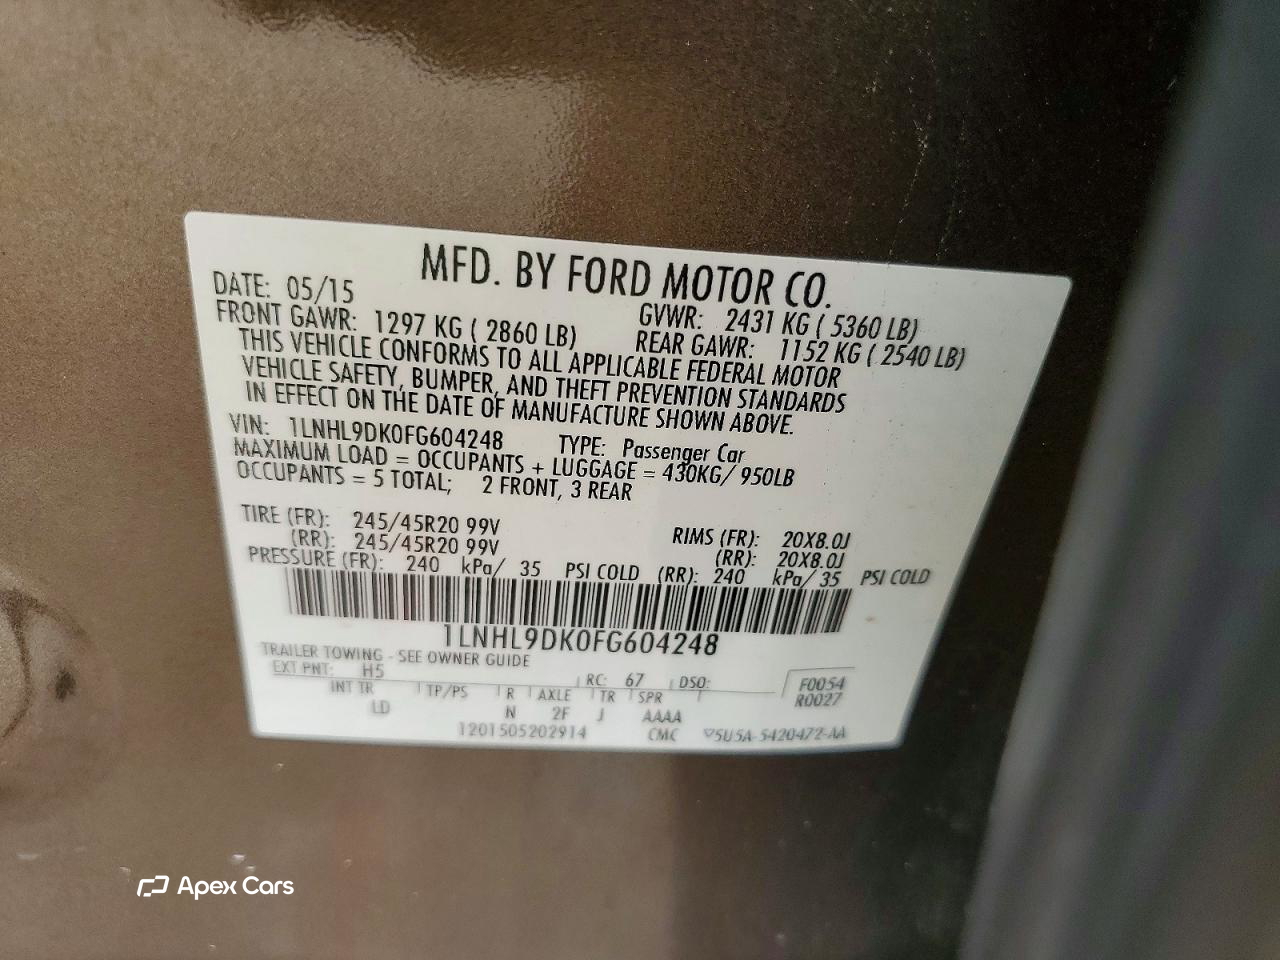 MFD. BY FORD MOTOR CO.
DATE: 05/15 GVWR: 2431 KG ( 5360 LB)
FRONT GAWR: 1297 KG ( 2860 LB) REAR GAWR: 1152 KG ( 2540 LB)
THIS VEHICLE CONFORMS TO ALL APPLICABLE FEDERAL MOTOR
VEHICLE SAFETY, BUMPER, AND THEFT PREVENTION STANDARDS
IN EFFECT ON THE DATE OF MANUFACTURE SHOWN ABOVE.
VIN: 1LNHL9DK0FG604248 TYPE: Passenger Car
MAXIMUM LOAD = OCCUPANTS + LUGGAGE = 430KG/ 950LB
OCCUPANTS = 5 TOTAL; 2 FRONT, 3 REAR
TIRE (FR): 245/45R20 99V RIMS (FR): 20X8.0J
(RR): 245/45R20 99V (RR): 20X8.0J
PRESSURE (FR): 240 kPa/ 35 PSI COLD (RR): 240 kPa/ 35 PSI COLD
1LNHL9DK0FG604248
TRAILER TOWING - SEE OWNER GUIDE
EXT PNT: H5 RC: 67 DSO: F0054
INT TR TP/PS R AXLE TR SPR R0027
LD N 2F J AAAA
1201505202914 CMC ▽5U5A-5420472-AA
Apex Cars